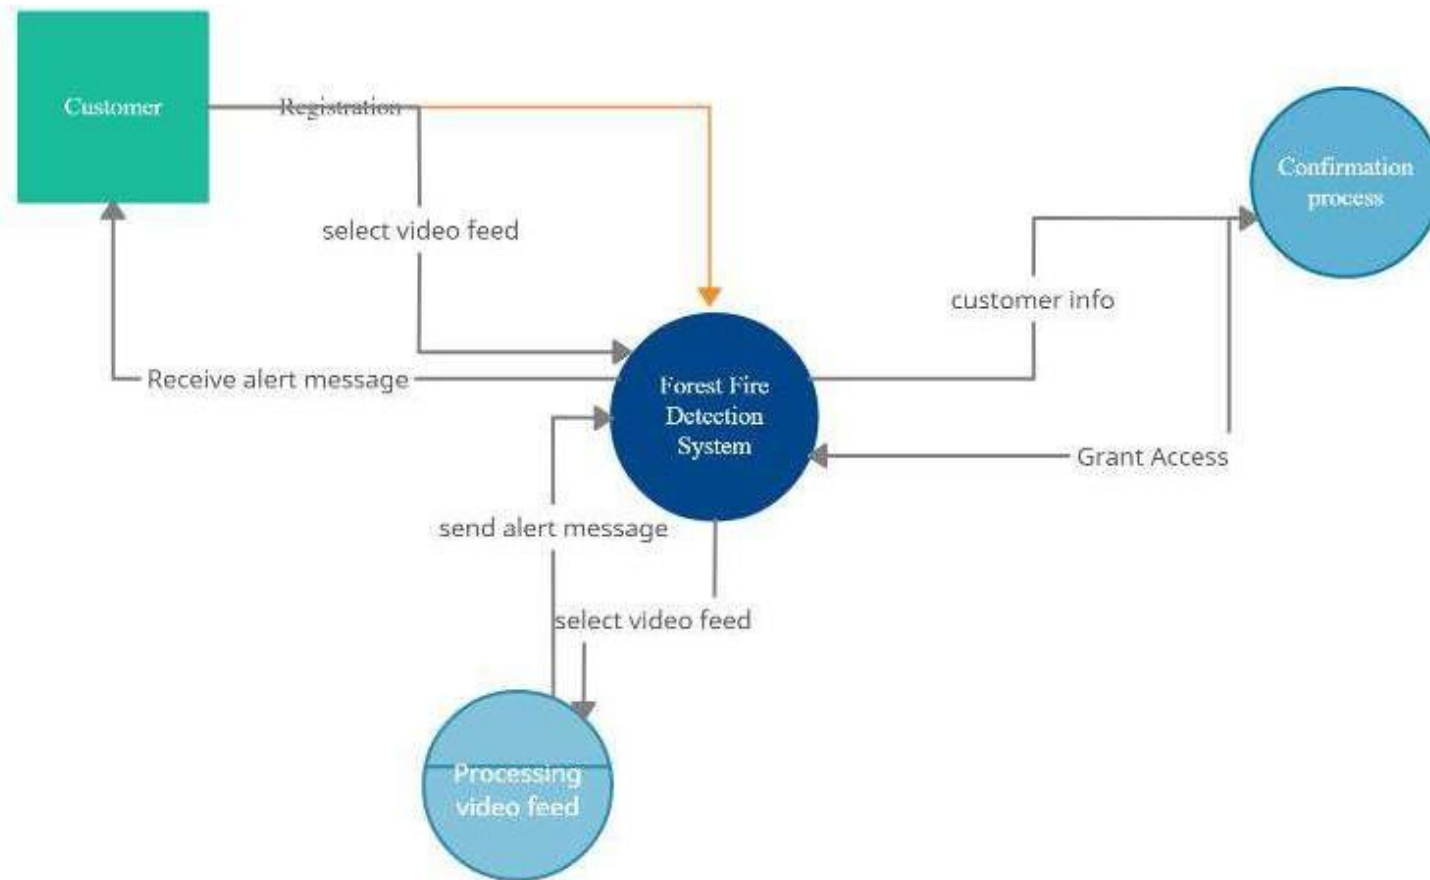 Customer
Registration
Confirmation
process
select video feed
customer info
Receive alert message
Forest Fire
Detection
System
Grant Access
send alert message
select video feed
Processing
video feed